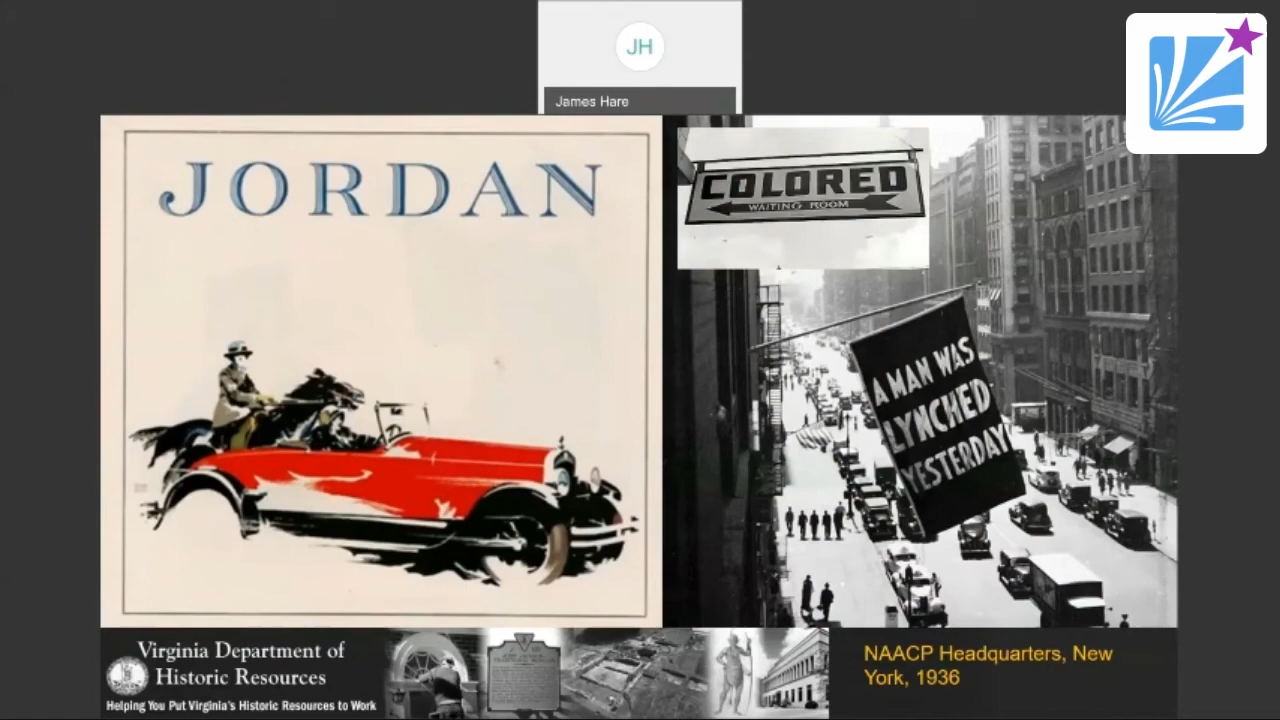 JH
James Hare
JORDAN
COLORED
WAITING ROOM
A MAN WAS
LYNCHED
YESTERDAY
Virginia Department of
Historic Resources
Helping You Put Virginia's Historic Resources to Work
NAACP Headquarters, New
York, 1936